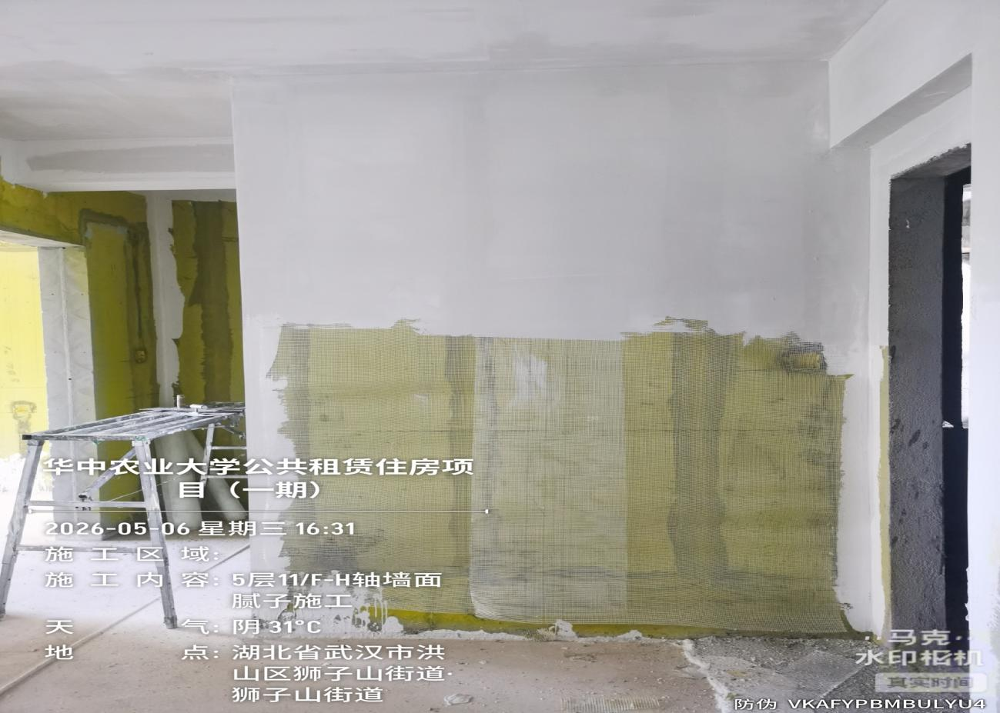 华中农业大学公共租赁住房项
目（一期）
2026-05-06 星期三 16:31
施工区域:
施工内容: 5层11/F-H轴墙面
腻子施工
天气: 阴 31°C
地点: 湖北省武汉市洪
山区狮子山街道·
狮子山街道
马克
水印相机
真实时间
防伪 VKAFYPBMBULYU4